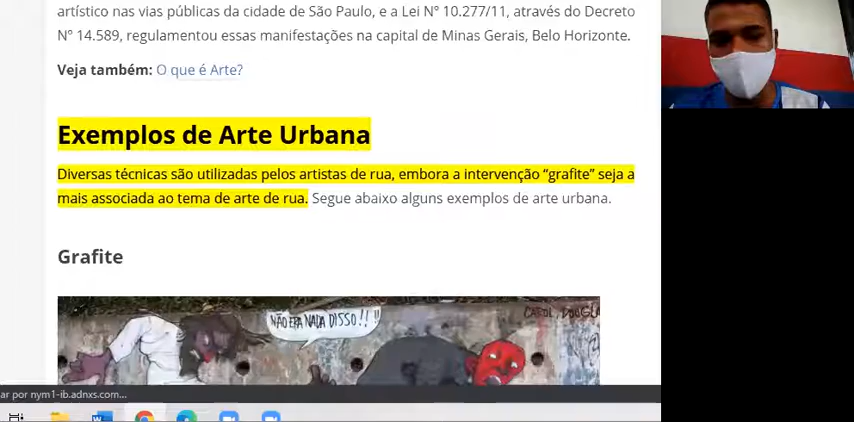 artístico nas vias públicas da cidade de São Paulo, e a Lei N° 10.277/11, através do Decreto
N° 14.589, regulamentou essas manifestações na capital de Minas Gerais, Belo Horizonte.
Veja também: O que é Arte?
Exemplos de Arte Urbana
Diversas técnicas são utilizadas pelos artistas de rua, embora a intervenção “grafite” seja a
mais associada ao tema de arte de rua. Segue abaixo alguns exemplos de arte urbana.
Grafite
NÃO ERA NADA DISSO!!!!
CAROL,
ar por nym1-ib.adnxs.com...